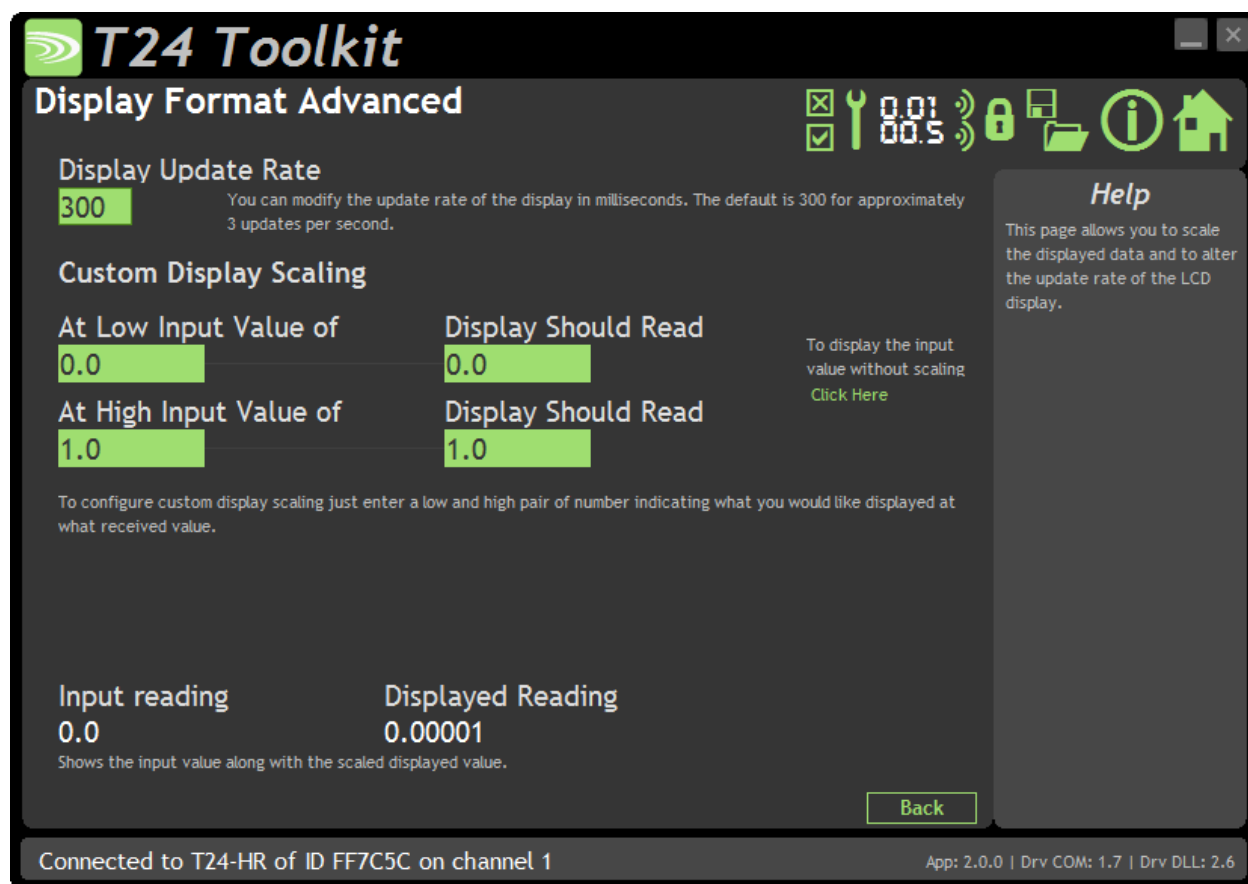 T24 Toolkit
Display Format Advanced
0.01
00.5
Display Update Rate
300
You can modify the update rate of the display in milliseconds. The default is 300 for approximately
3 updates per second.
Custom Display Scaling
At Low Input Value of
Display Should Read
0.0
0.0
To display the input
value without scaling
Click Here
At High Input Value of
Display Should Read
1.0
1.0
To configure custom display scaling just enter a low and high pair of number indicating what you would like displayed at
what received value.
Input reading
Displayed Reading
0.0
0.00001
Shows the input value along with the scaled displayed value.
Back
Help
This page allows you to scale
the displayed data and to alter
the update rate of the LCD
display.
Connected to T24-HR of ID FF7C5C on channel 1
App: 2.0.0 | Drv COM: 1.7 | Drv DLL: 2.6